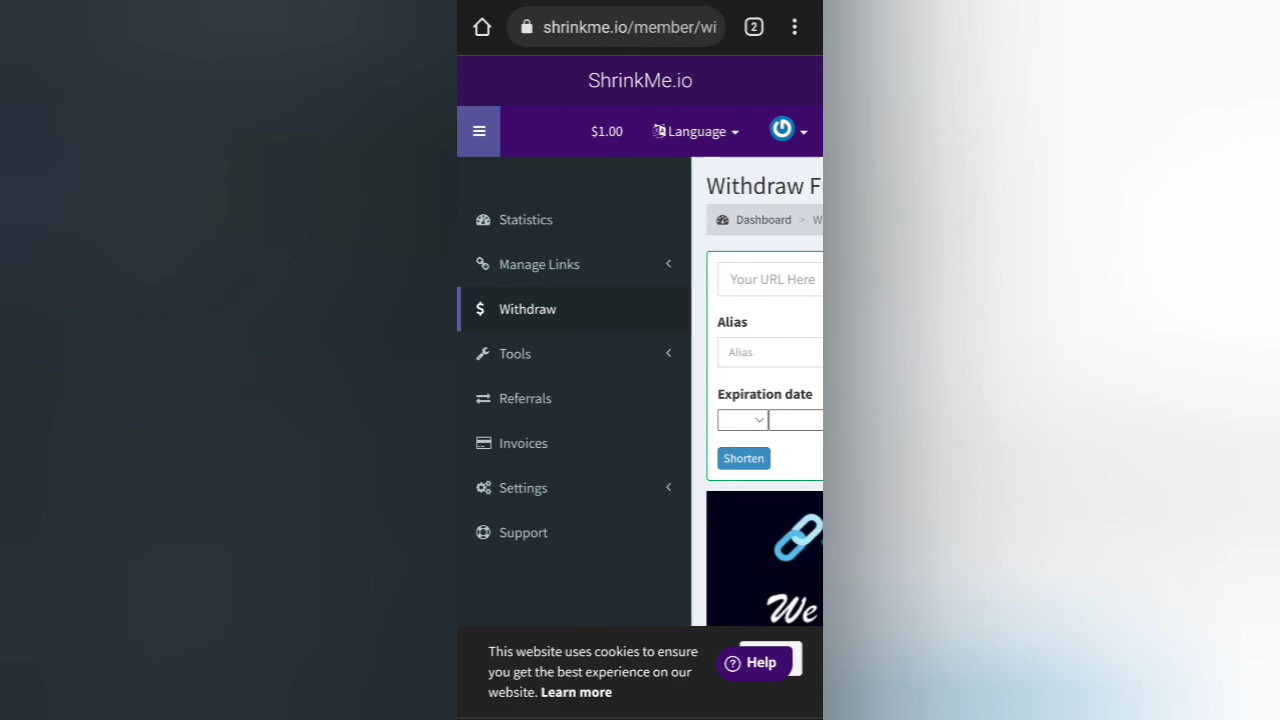 shrinkme.io/member/wi
2
ShrinkMe.io
$1.00
Language
Statistics
Manage Links
Withdraw
Tools
Referrals
Invoices
Settings
Support
Withdraw F
Dashboard > W
Your URL Here
Alias
Alias
Expiration date
Shorten
We
This website uses cookies to ensure
you get the best experience on our
website. Learn more
Help